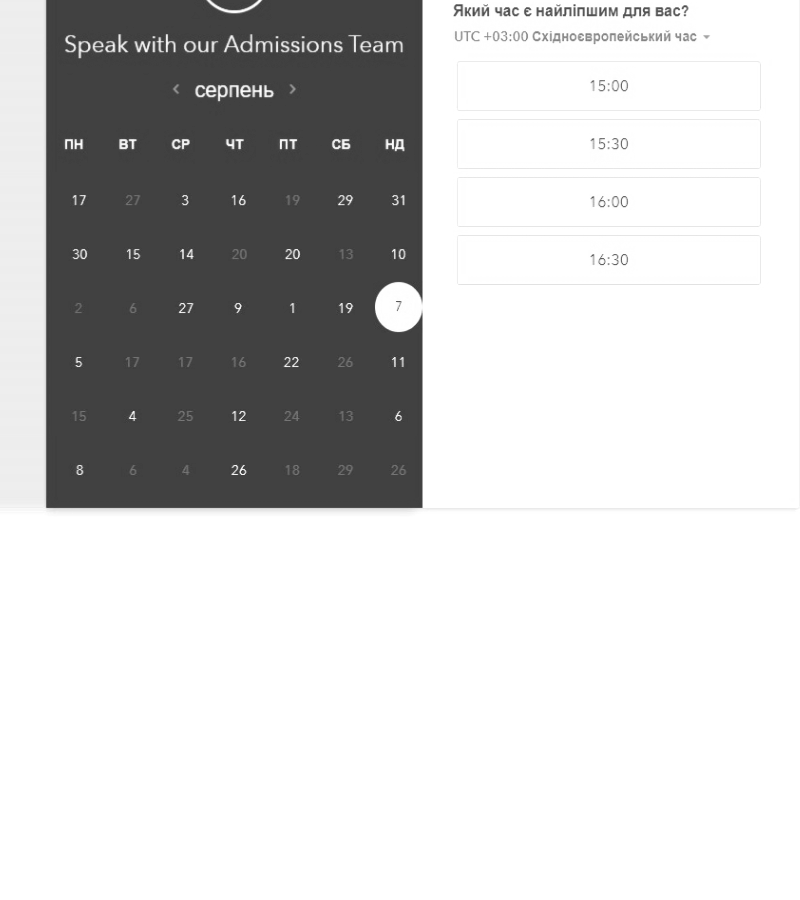 Speak with our Admissions Team
серпень
ПН ВТ СР ЧТ ПТ СБ НД
17 27 3 16 19 29 31
30 15 14 20 20 13 10
2 6 27 9 1 19 7
5 17 17 16 22 26 11
15 4 25 12 24 13 6
8 6 4 26 18 29 26
Який час є найліпшим для вас?
UTC +03:00 Східноєвропейський час
15:00
15:30
16:00
16:30